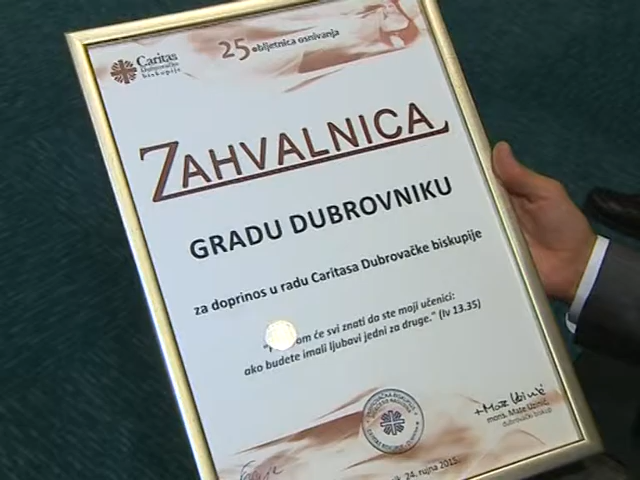 Caritas
Dubrovačke
biskupije
25 obljetnica osnivanja
ZAHVALNICA
GRADU DUBROVNIKU
za doprinos u radu Caritasa Dubrovačke biskupije
om će svi znati da ste moji učenici:
ako budete imali ljubavi jedni za druge.” (Iv 13.35)
+Mate Uzinić
mons. Mate Uzinić,
dubrovački biskup
24. rujna 2015.